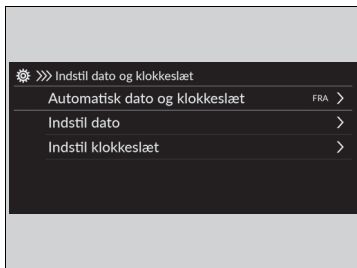 Indstil dato og klokkeslæt
Automatisk dato og klokkeslæt FRA
Indstil dato
Indstil klokkeslæt